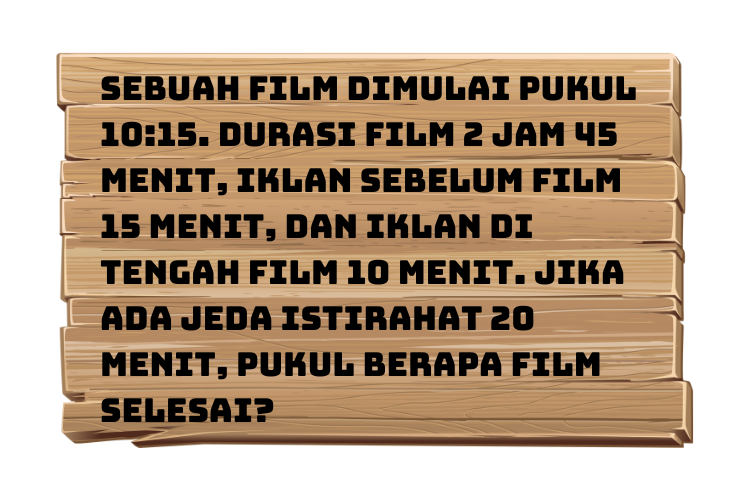 SEBUAH FILM DIMULAI PUKUL
10:15. DURASI FILM 2 JAM 45
MENIT, IKLAN SEBELUM FILM
15 MENIT, DAN IKLAN DI
TENGAH FILM 10 MENIT. JIKA
ADA JEDA ISTIRAHAT 20
MENIT, PUKUL BERAPA FILM
SELESAI?